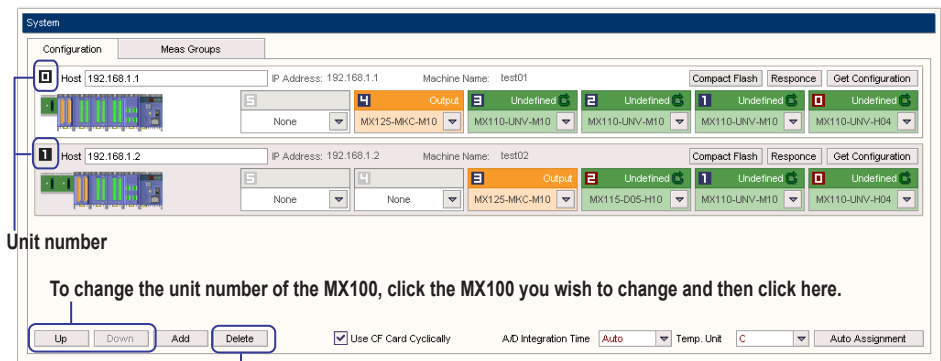 System
Configuration Meas Groups
0 Host 192.168.1.1 IP Address: 192.168.1.1 Machine Name: test01 Compact Flash Responce Get Configuration
5 4 Output 3 Undefined 2 Undefined 1 Undefined 0 Undefined
None MX125-MKC-M10 MX110-UNV-M10 MX110-UNV-M10 MX110-UNV-M10 MX110-UNV-H04
1 Host 192.168.1.2 IP Address: 192.168.1.2 Machine Name: test02 Compact Flash Responce Get Configuration
5 4 3 Output 2 Undefined 1 Undefined 0 Undefined
None None MX125-MKC-M10 MX115-D05-H10 MX110-UNV-M10 MX110-UNV-H04
Unit number
To change the unit number of the MX100, click the MX100 you wish to change and then click here.
Up Down Add Delete Use CF Card Cyclically A/D Integration Time Auto Temp. Unit C Auto Assignment